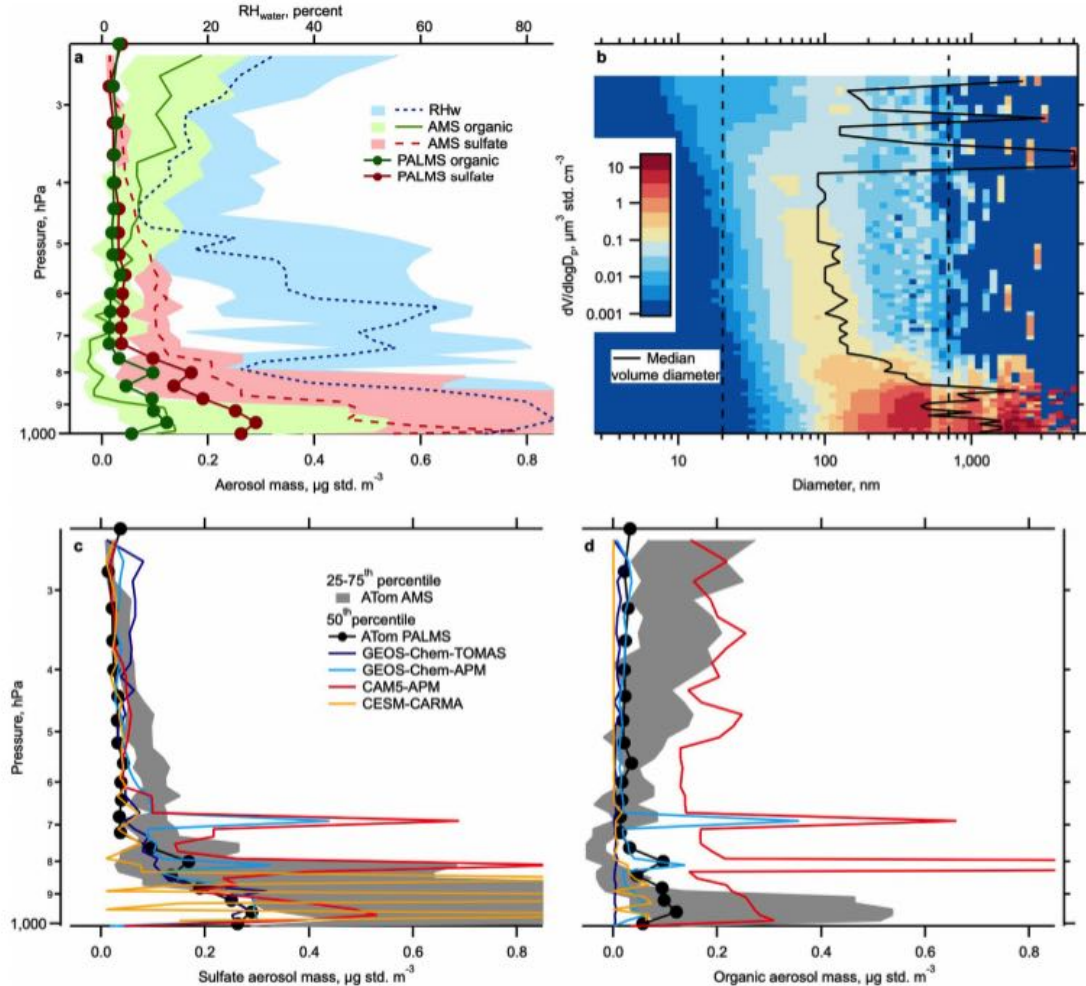 RHwater, percent
0 20 40 60 80
a
RHw
AMS organic
AMS sulfate
PALMS organic
PALMS sulfate
Pressure, hPa
3
4
5
6
7
8
9
1,000
0.0 0.2 0.4 0.6 0.8
Aerosol mass, µg std. m-3
b
10
1
0.1
0.01
0.001
dV/dlogDp, µm3 std. cm-3
Median
volume diameter
10 100 1,000
Diameter, nm
c
25-75th percentile
ATom AMS
50th percentile
ATom PALMS
GEOS-Chem-TOMAS
GEOS-Chem-APM
CAM5-APM
CESM-CARMA
Pressure, hPa
3
4
5
6
7
8
9
1,000
0.0 0.2 0.4 0.6 0.8
Sulfate aerosol mass, µg std. m-3
d
0.0 0.2 0.4 0.6 0.8
Organic aerosol mass, µg std. m-3